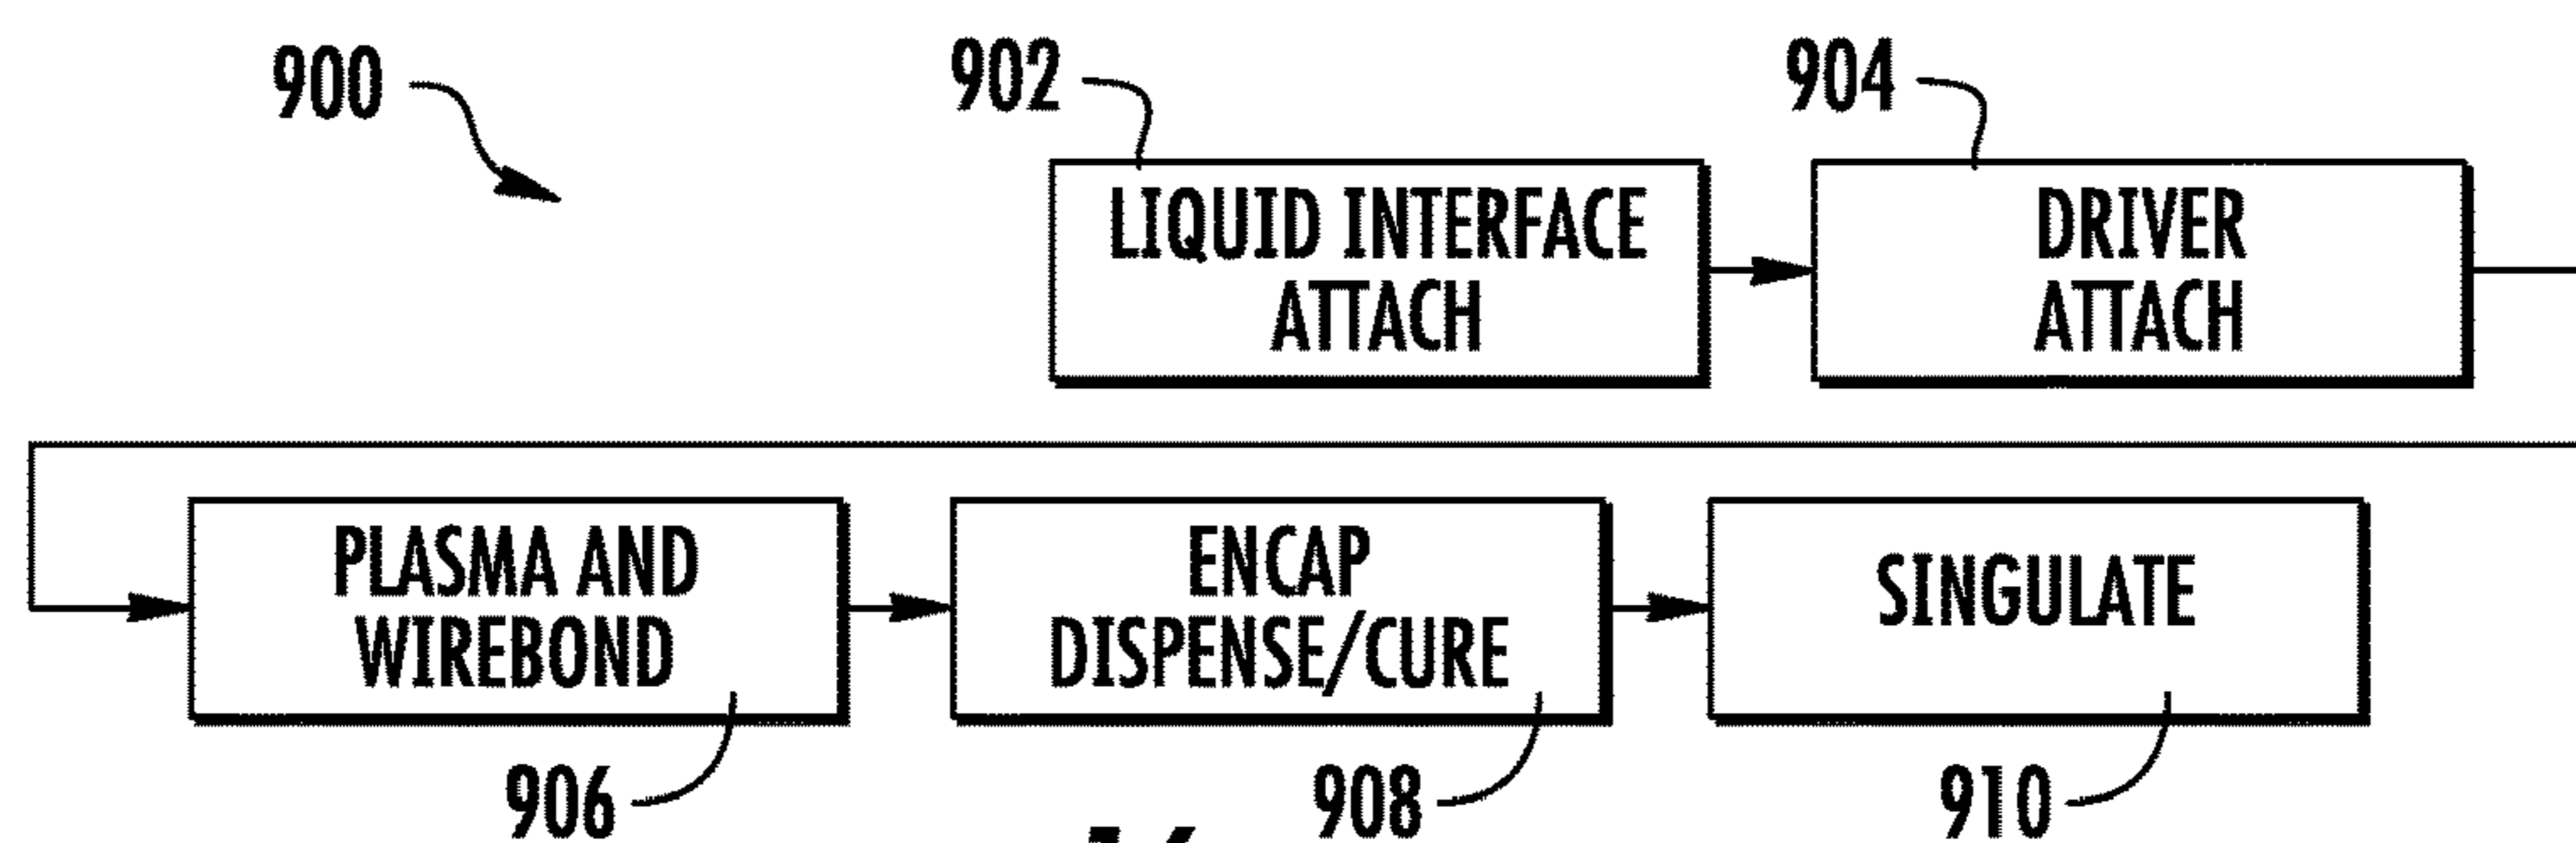 900
902
904
LIQUID INTERFACE
ATTACH
DRIVER
ATTACH
PLASMA AND
WIREBOND
ENCAP
DISPENSE/CURE
SINGULATE
906
908
910